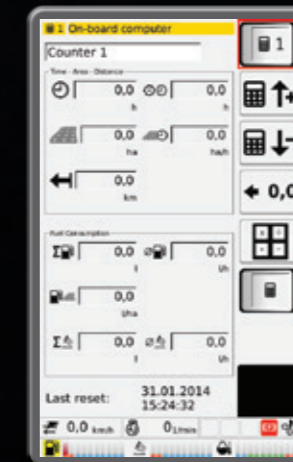 1 On-board computer
1
Counter 1
Time - Area - Distance
0.0 0.0
h h
0.0 0.0
ha ha/h
0.0
km
0,0
Fuel Consumption
Σ 0.0 ⌀ 0.0
l l/h
0.0
l/ha
Σ 0.0 ⌀ 0.0
l l/h
Last reset: 31.01.2014
15:24:32
0.0 km/h 0 1/min